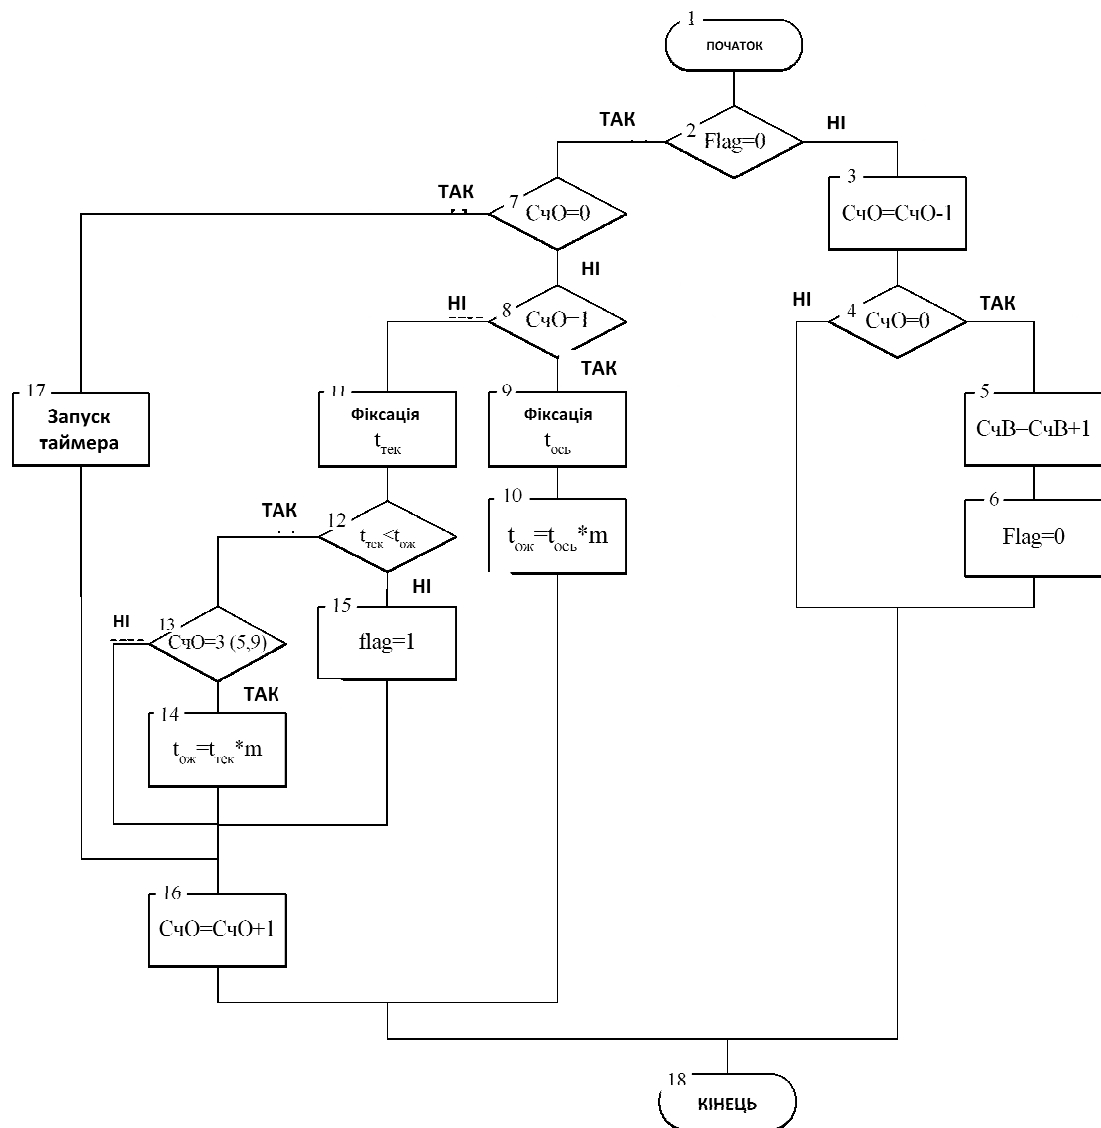 1
ПОЧАТОК
2
Flag=0
ТАК
НІ
3
СчО=СчО-1
4
СчО=0
НІ
ТАК
5
СчВ–СчВ+1
6
Flag=0
7
СчО=0
ТАК
НІ
8
СчО–1
НІ
ТАК
9
Фіксація
tось
10
tож=tось*m
11
Фіксація
tтек
12
tтек<tож
ТАК
НІ
13
СчО=3 (5,9)
НІ
ТАК
14
tож=tтек*m
15
flag=1
16
СчО=СчО+1
17
Запуск
таймера
18
КІНЕЦЬ